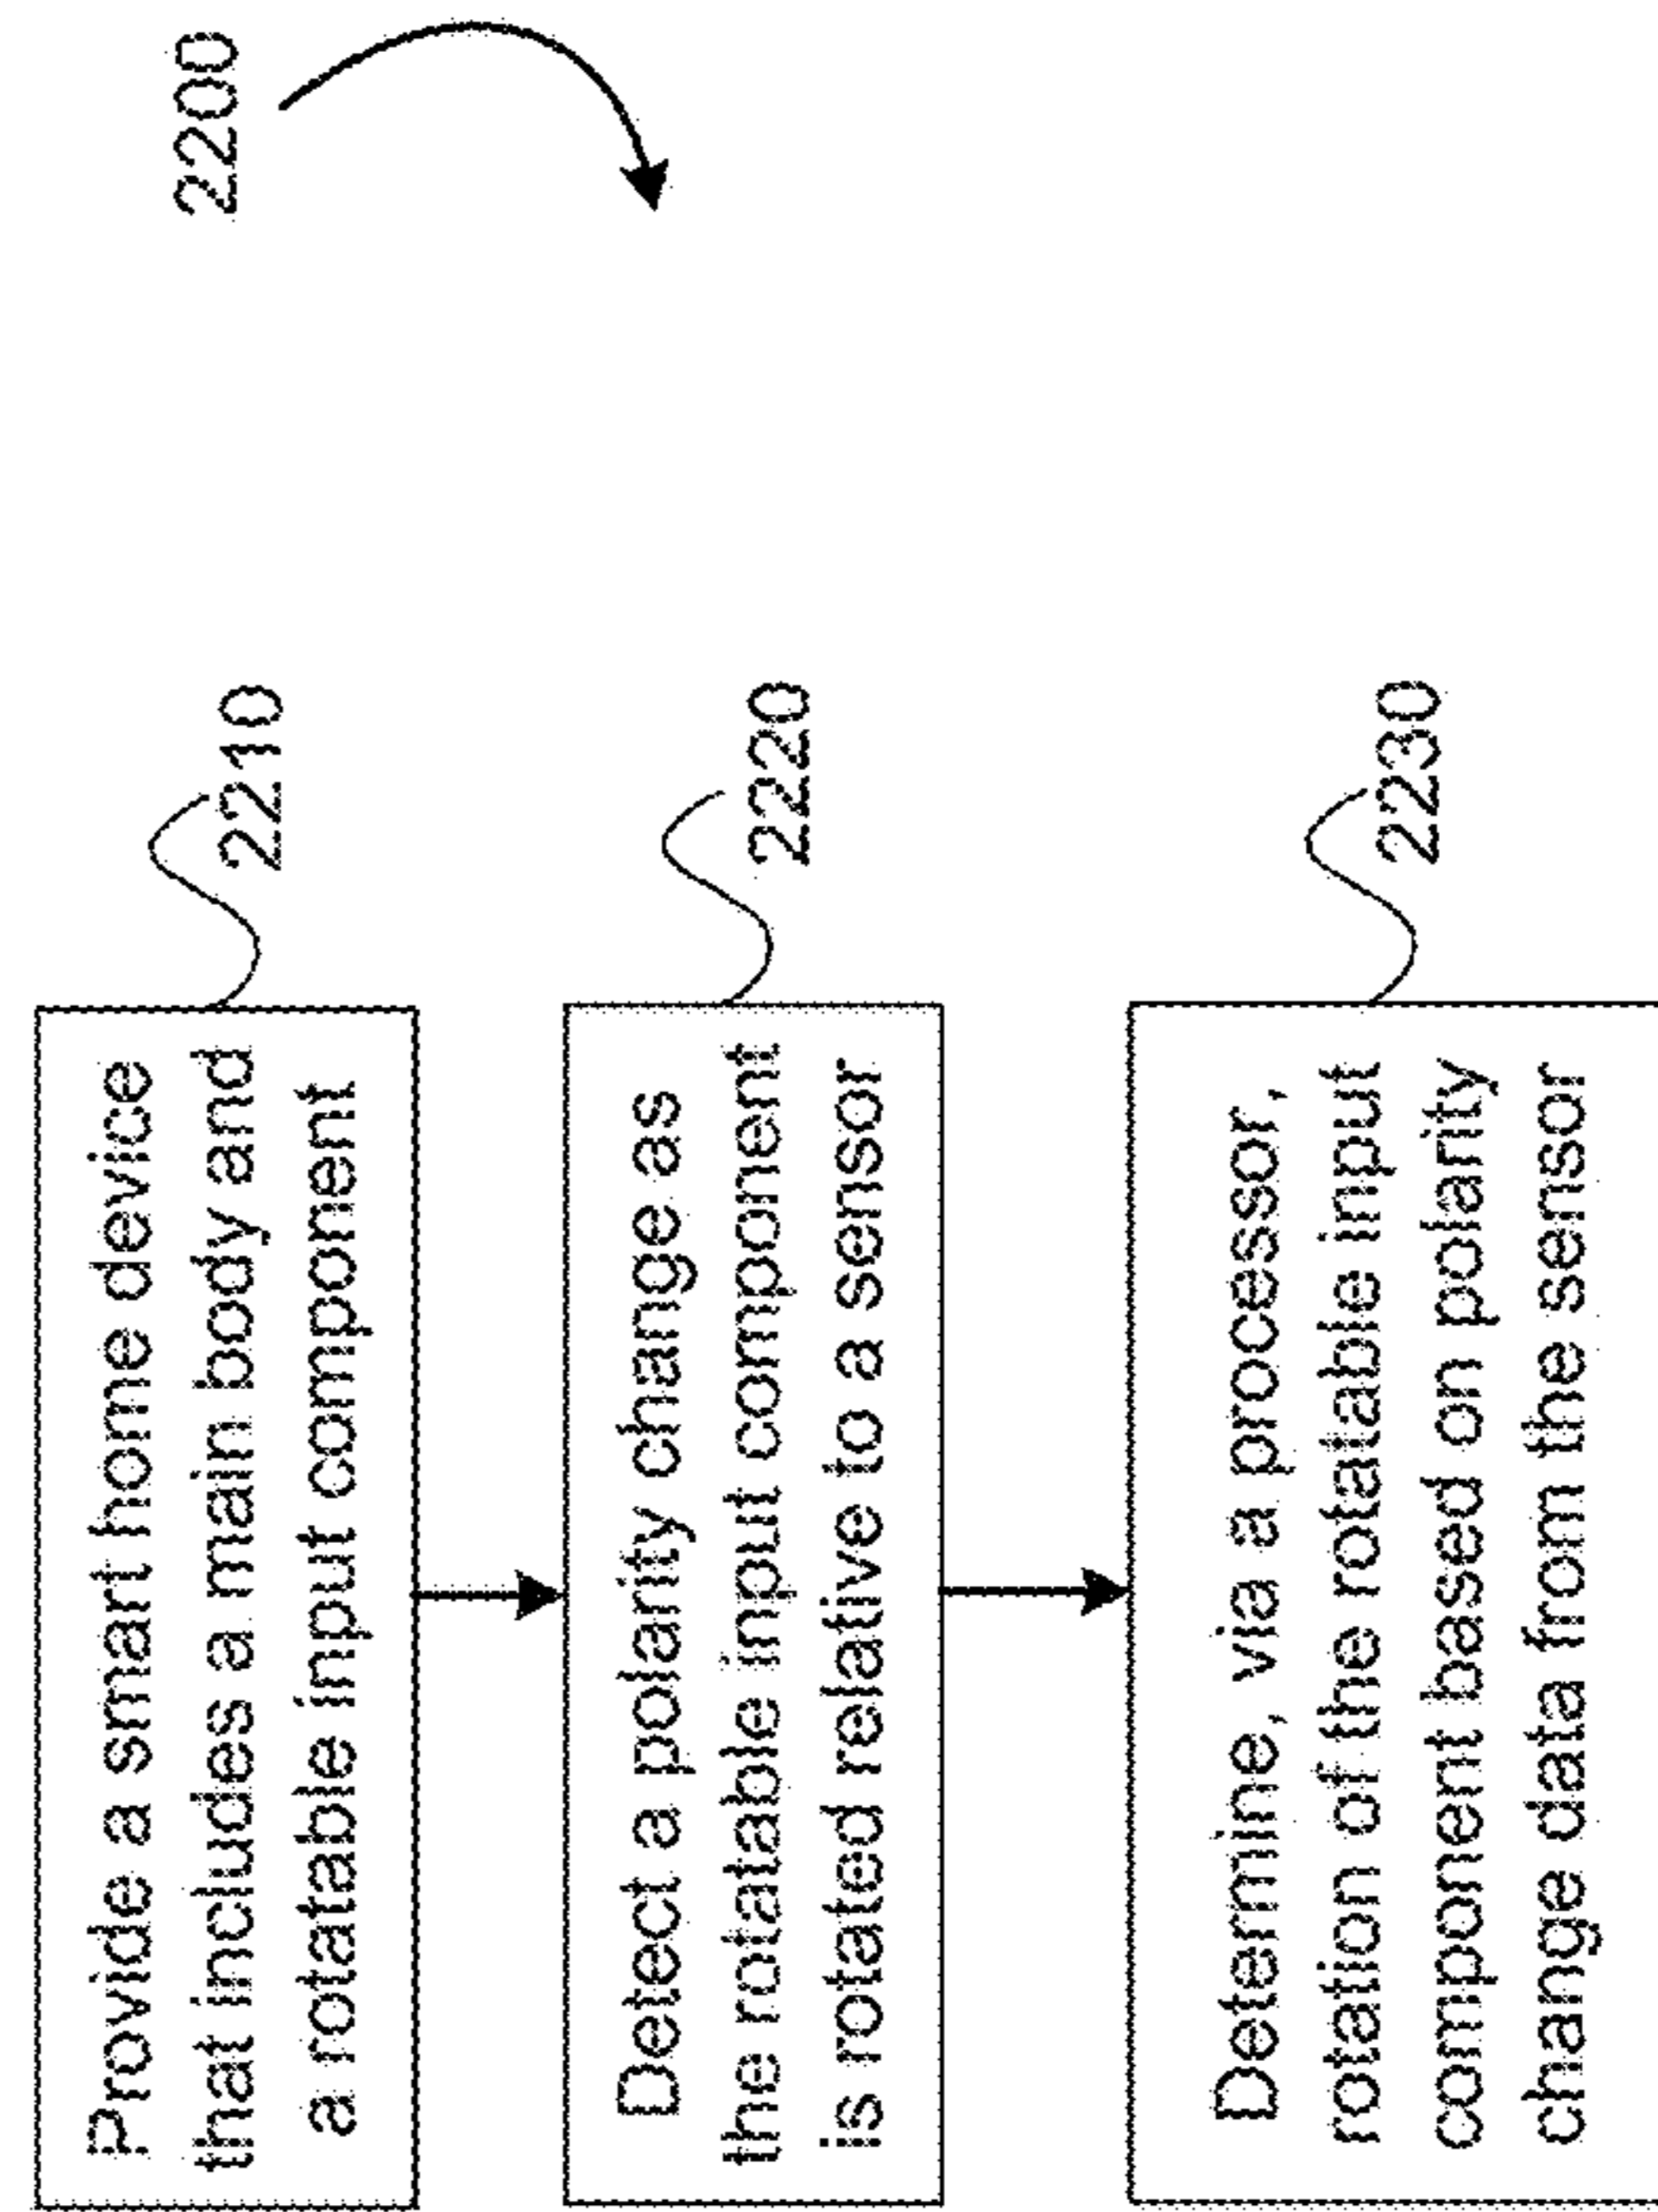 2200
Provide a smart home device
that includes a main body and
a rotatable input component
2210
Detect a polarity change as
the rotatable input component
is rotated relative to a sensor
2220
Determine, via a processor,
rotation of the rotatable input
component based on polarity
change data from the sensor
2230